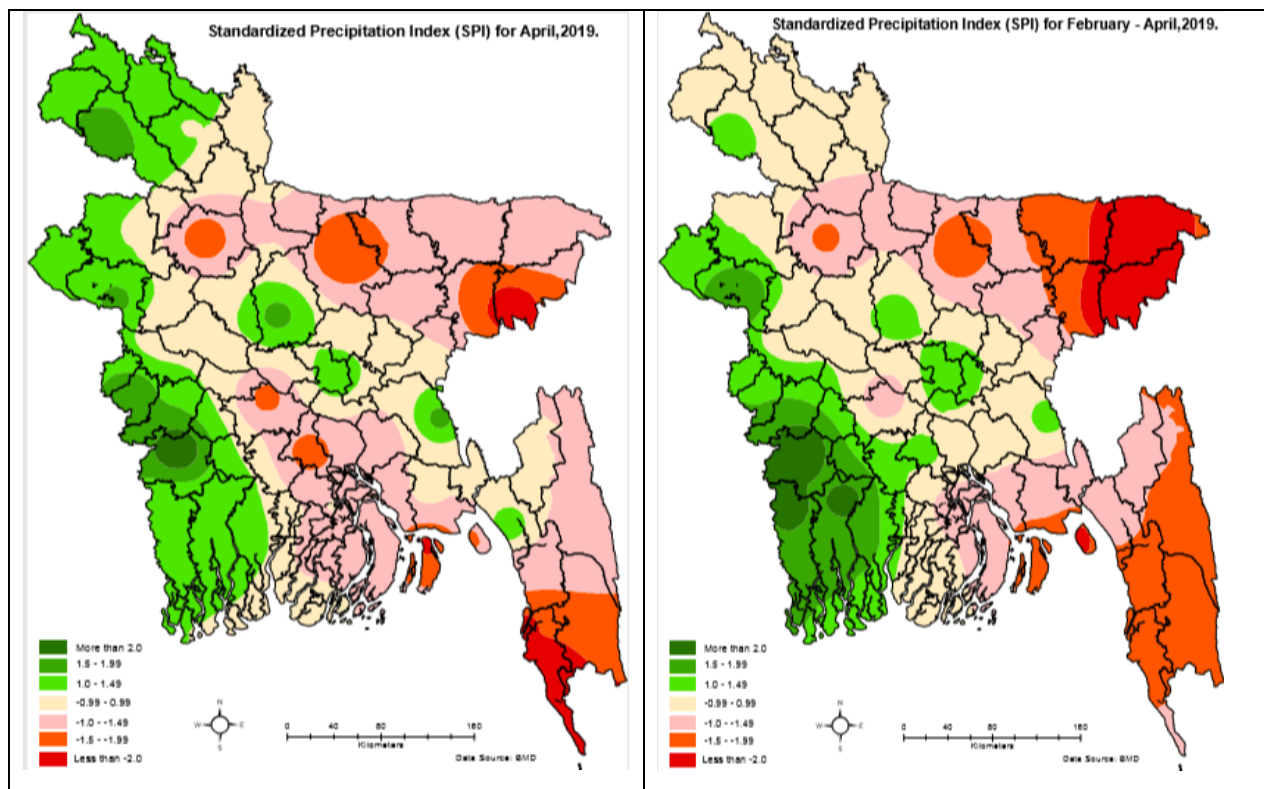 Standardized Precipitation Index (SPI) for April,2019.
More than 2.0
1.5 - 1.99
1.0 - 1.49
-0.99 - 0.99
-1.0 - -1.49
-1.5 - -1.99
Less than -2.0
N
W E
S
0 40 80 160
Kilometers
Data Source: BMD
Standardized Precipitation Index (SPI) for February - April,2019.
More than 2.0
1.5 - 1.99
1.0 - 1.49
-0.99 - 0.99
-1.0 - -1.49
-1.5 - -1.99
Less than -2.0
N
W E
S
0 40 80 160
Kilometers
Data Source: BMD